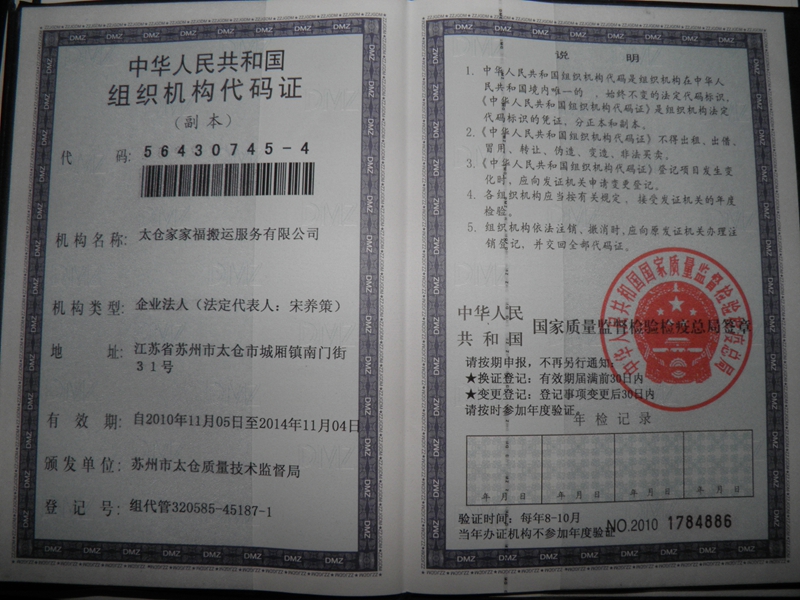 中华人民共和国
组织机构代码证
(副本)
代 码: 56430745-4
机构名称: 太仓家家福搬运服务有限公司
机构类型: 企业法人 (法定代表人: 宋养策)
地 址: 江苏省苏州市太仓市城厢镇南门街
31号
有 效 期: 自2010年11月05日至2014年11月04日
颁发单位: 苏州市太仓质量技术监督局
登 记 号: 组代管320585-45187-1
说 明
1. 中华人民共和国组织机构代码是组织机构在中华人
民共和国境内唯一的、始终不变的法定代码标识,
《中华人民共和国组织机构代码证》是组织机构法定
代码标识的凭证, 分正本和副本。
2. 《中华人民共和国组织机构代码证》不得出租、出借、
冒用、转让、伪造、变造、非法买卖。
3. 《中华人民共和国组织机构代码证》登记项目发生变
化时, 应向发证机关申请变更登记。
4. 各组织机构应当按有关规定, 接受发证机关的年度
检验。
5. 组织机构依法注销、撤消时, 应向原发证机关办理注
销登记, 并交回全部代码证。
中华人民
共和国 国家质量监督检验检疫总局签章
中华人民共和国国家质量监督检验检疫总局
请按期申报, 不再另行通知
★换证登记: 有效期届满前30日内
★变更登记: 登记事项变更后30日内
请按时参加年度验证
年检记录
年 月 日 年 月 日 年 月 日 年 月 日
验证时间: 每年8-10月
当年办证机构不参加年度验证
NO.2010 1784886
DMZ